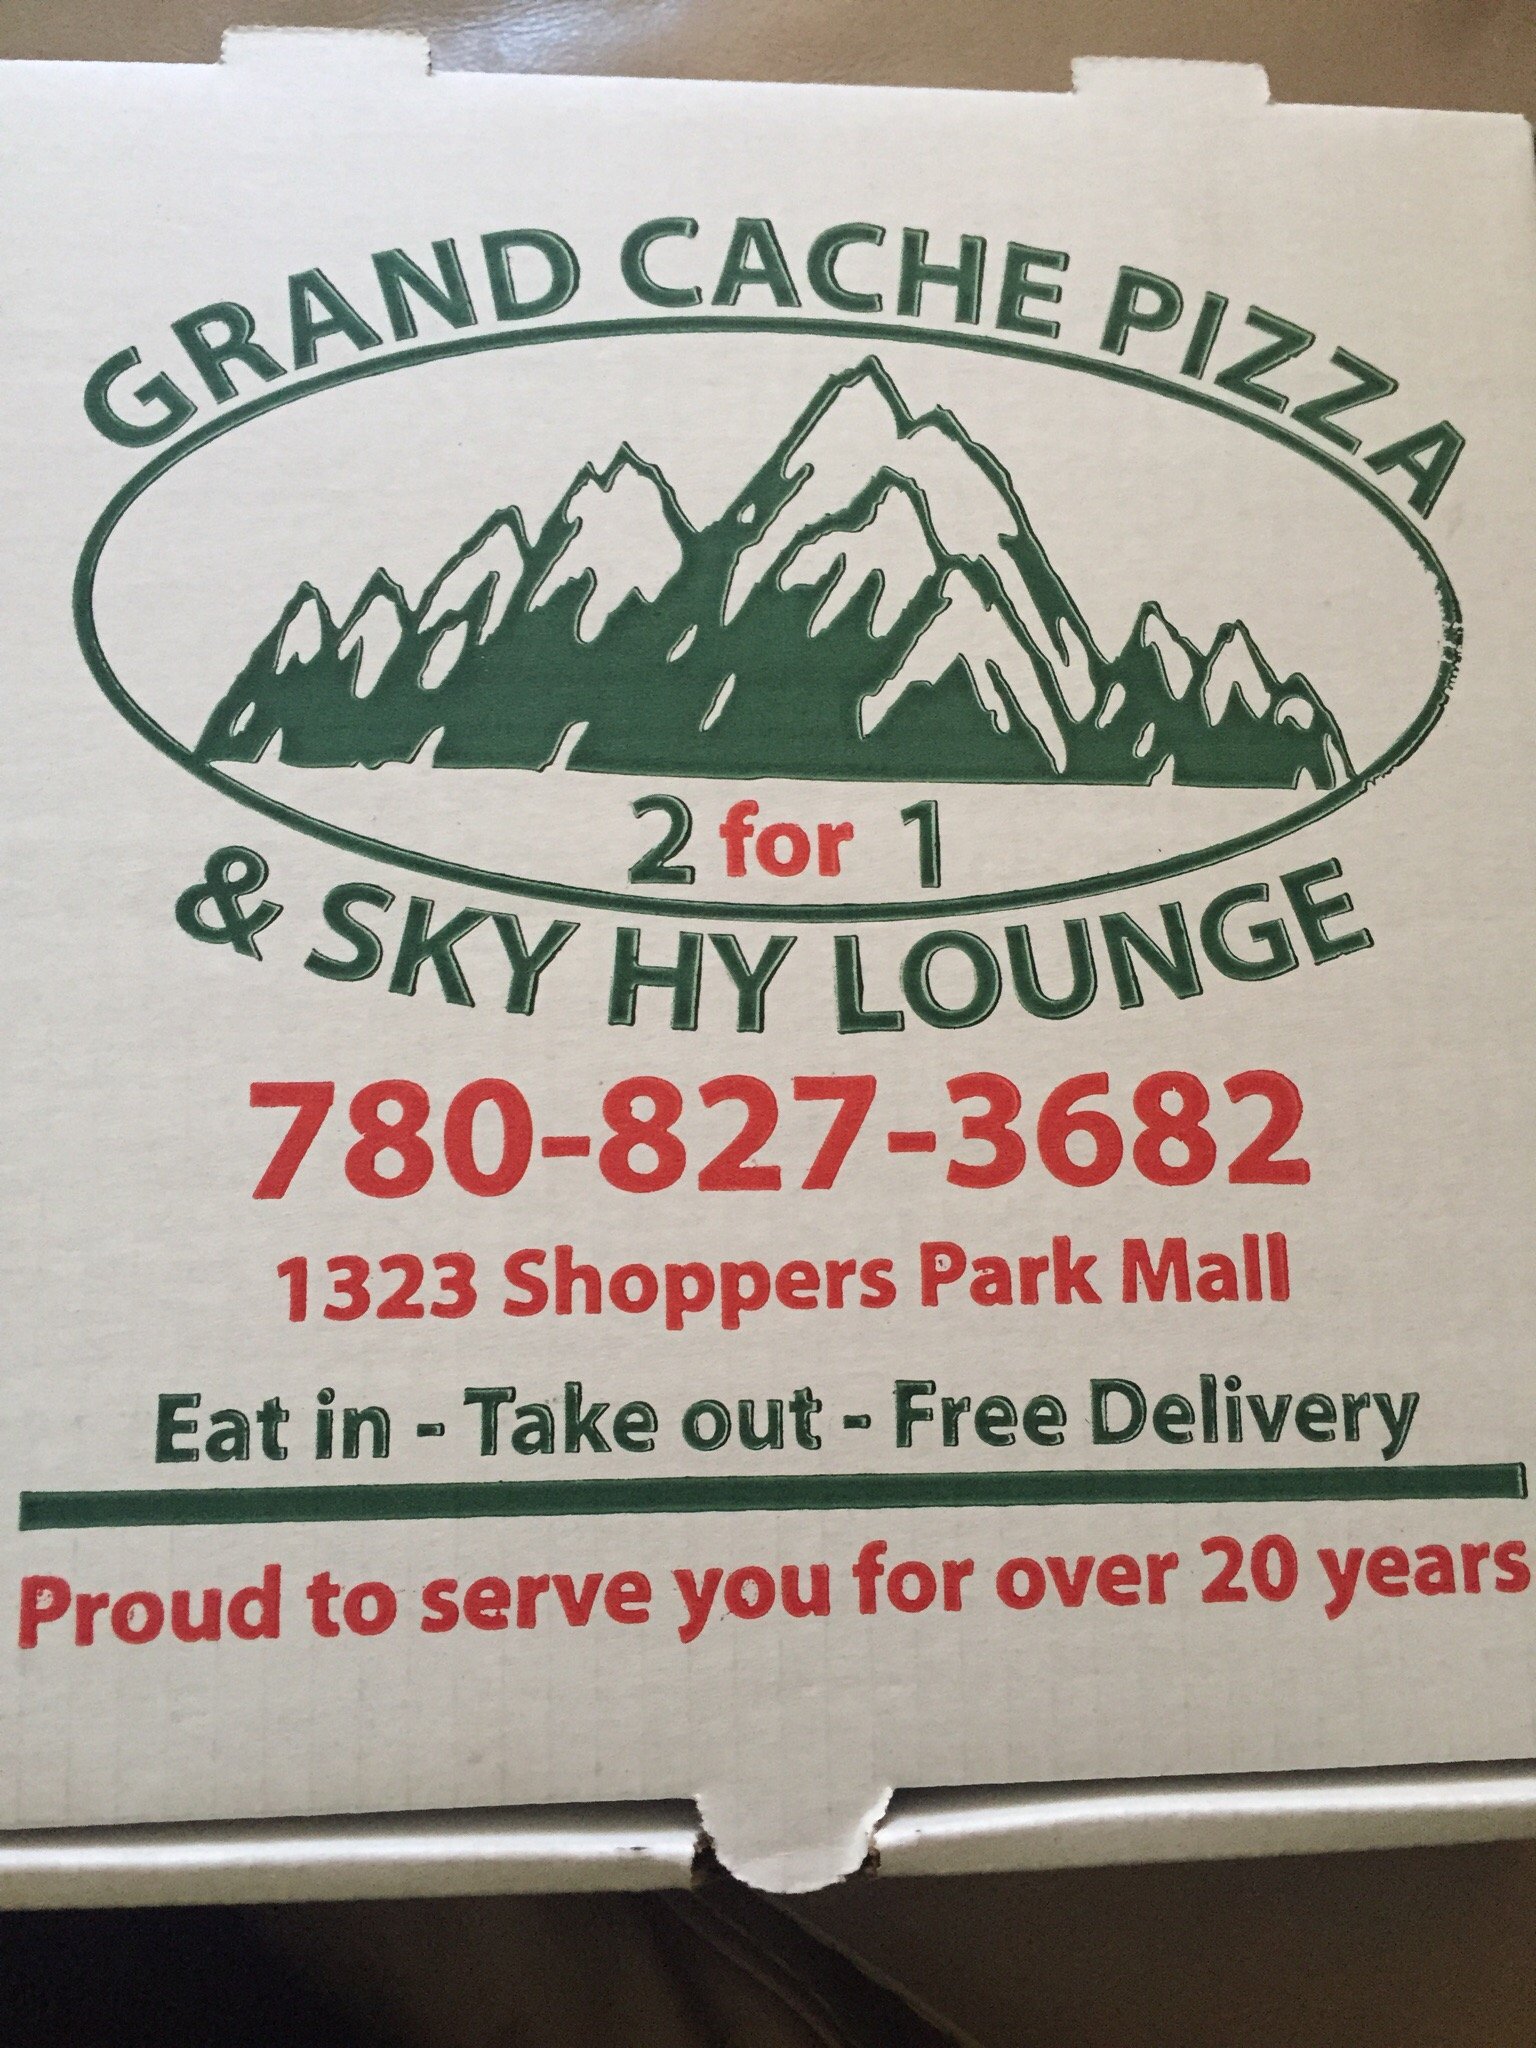 GRAND CACHE PIZZA
2 for 1
& SKY HY LOUNGE
780-827-3682
1323 Shoppers Park Mall
Eat in - Take out - Free Delivery
Proud to serve you for over 20 years